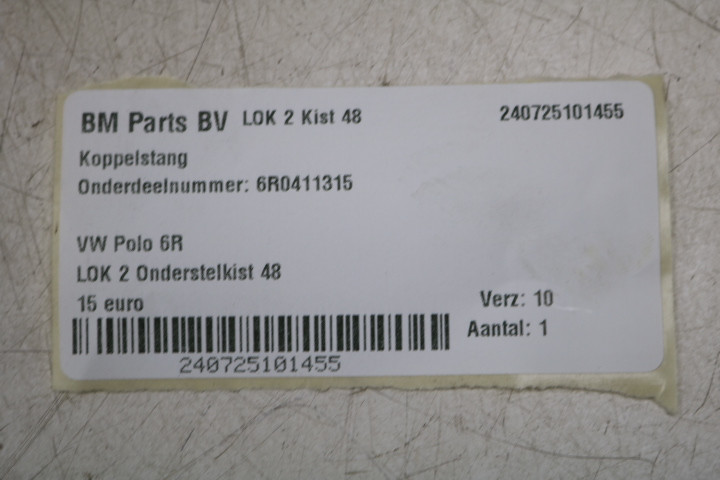 BM Parts BV LOK 2 Kist 48 240725101455
Koppelstang
Onderdeelnummer: 6R0411315
VW Polo 6R
LOK 2 Onderstelkist 48
15 euro Verz: 10
Aantal: 1
240725101455